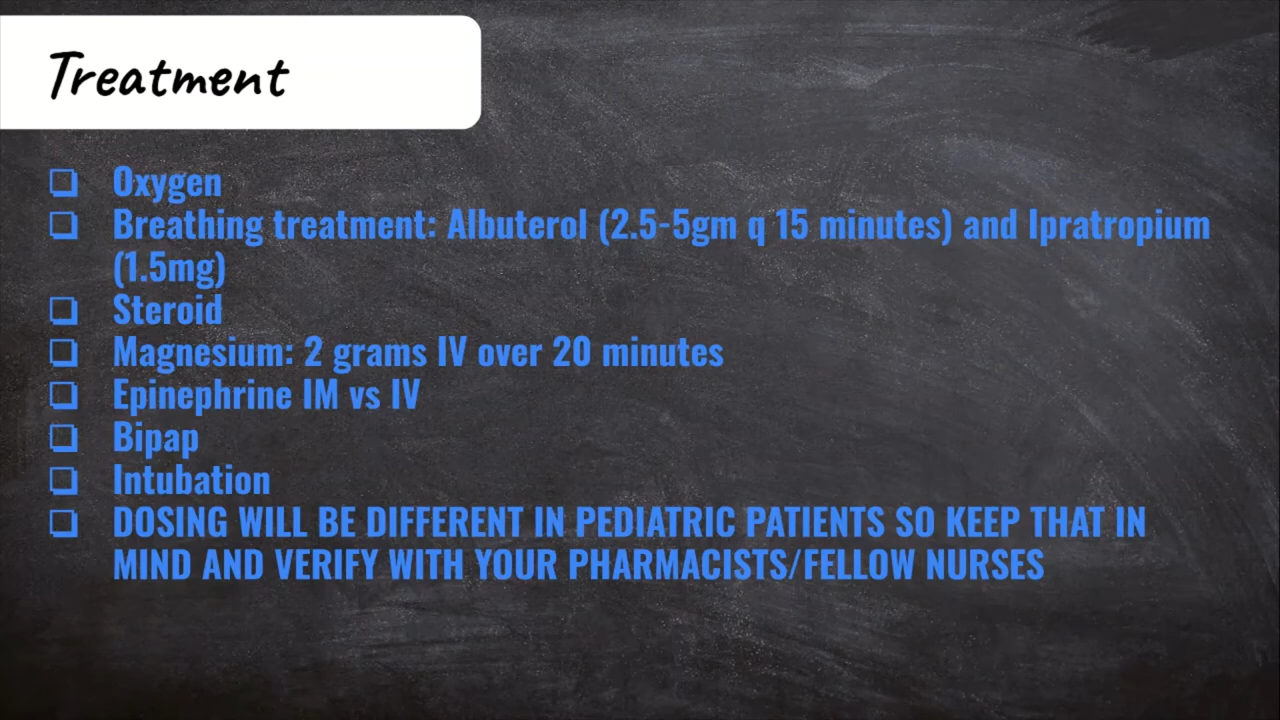 Treatment
❏ Oxygen
❏ Breathing treatment: Albuterol (2.5-5gm q 15 minutes) and Ipratropium
(1.5mg)
❏ Steroid
❏ Magnesium: 2 grams IV over 20 minutes
❏ Epinephrine IM vs IV
❏ Bipap
❏ Intubation
❏ DOSING WILL BE DIFFERENT IN PEDIATRIC PATIENTS SO KEEP THAT IN
MIND AND VERIFY WITH YOUR PHARMACISTS/FELLOW NURSES